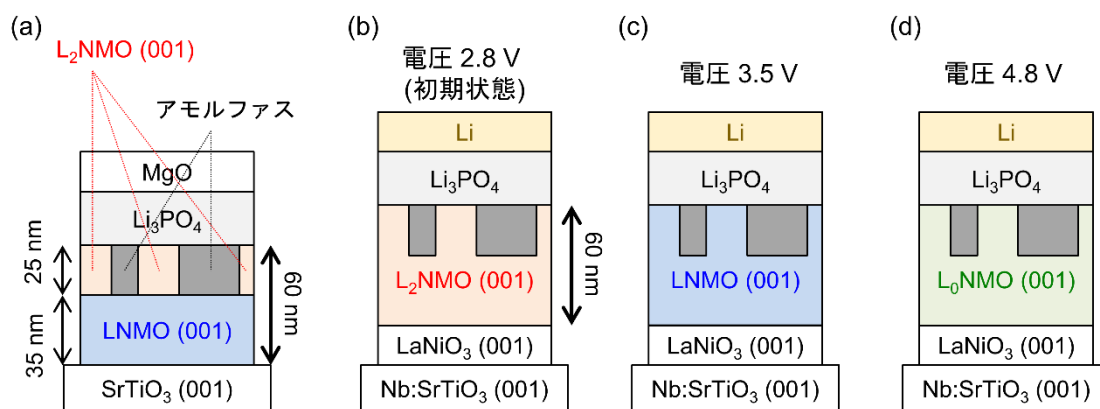 (a)
L₂NMO (001)
アモルファス
MgO
Li₃PO₄
25 nm
35 nm
60 nm
LNMO (001)
SrTiO₃ (001)
(b)
電圧 2.8 V
(初期状態)
Li
Li₃PO₄
L₂NMO (001)
60 nm
LaNiO₃ (001)
Nb:SrTiO₃ (001)
(c)
電圧 3.5 V
Li
Li₃PO₄
LNMO (001)
LaNiO₃ (001)
Nb:SrTiO₃ (001)
(d)
電圧 4.8 V
Li
Li₃PO₄
L₀NMO (001)
LaNiO₃ (001)
Nb:SrTiO₃ (001)